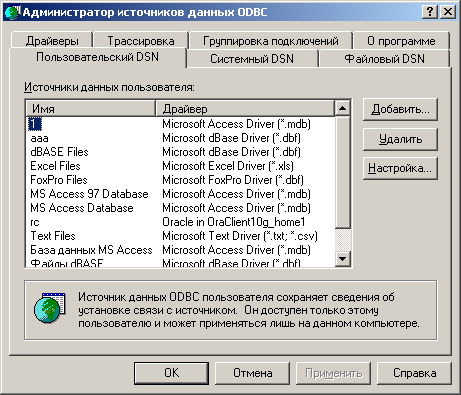 Администратор источников данных ODBC
Драйверы Трассировка Группировка подключений О программе
Пользовательский DSN Системный DSN Файловый DSN
Источники данных пользователя:
Имя Драйвер
1 Microsoft Access Driver (*.mdb)
aaa Microsoft dBase Driver (*.dbf)
dBASE Files Microsoft dBase Driver (*.dbf)
Excel Files Microsoft Excel Driver (*.xls)
FoxPro Files Microsoft FoxPro Driver (*.dbf)
MS Access 97 Database Microsoft Access Driver (*.mdb)
MS Access Database Microsoft Access Driver (*.mdb)
rc Oracle in OraClient10g_home1
Text Files Microsoft Text Driver (*.txt; *.csv)
База данных MS Access Microsoft Access Driver (*.mdb)
Файлы dBASE Microsoft dBase Driver (*.dbf)
Добавить...
Удалить
Настройка...
Источник данных ODBC пользователя сохраняет сведения об
установке связи с источником. Он доступен только этому
пользователю и может применяться лишь на данном компьютере.
OK Отмена Применить Справка